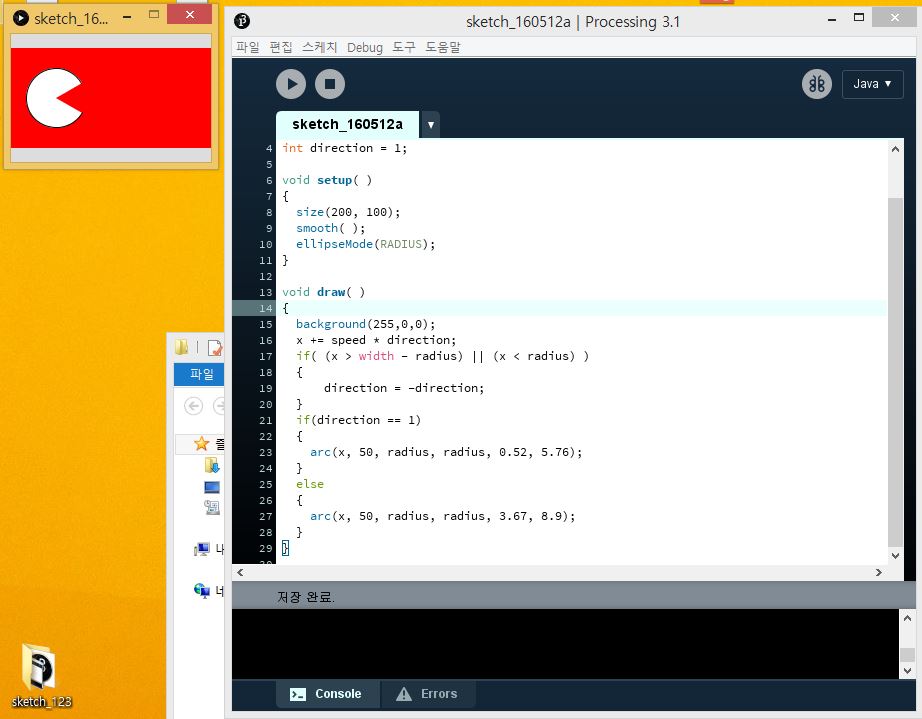 sketch_16...
sketch_160512a | Processing 3.1
파일 편집 스케치 Debug 도구 도움말
Java ▼
sketch_160512a ▼
4 int direction = 1;
5
6 void setup( )
7 {
8 size(200, 100);
9 smooth( );
10 ellipseMode(RADIUS);
11 }
12
13 void draw( )
14 {
15 background(255,0,0);
16 x += speed * direction;
17 if( (x > width - radius) || (x < radius) )
18 {
19 direction = -direction;
20 }
21 if(direction == 1)
22 {
23 arc(x, 50, radius, radius, 0.52, 5.76);
24 }
25 else
26 {
27 arc(x, 50, radius, radius, 3.67, 8.9);
28 }
29 }
저장 완료.
Console Errors
파일
sketch_123